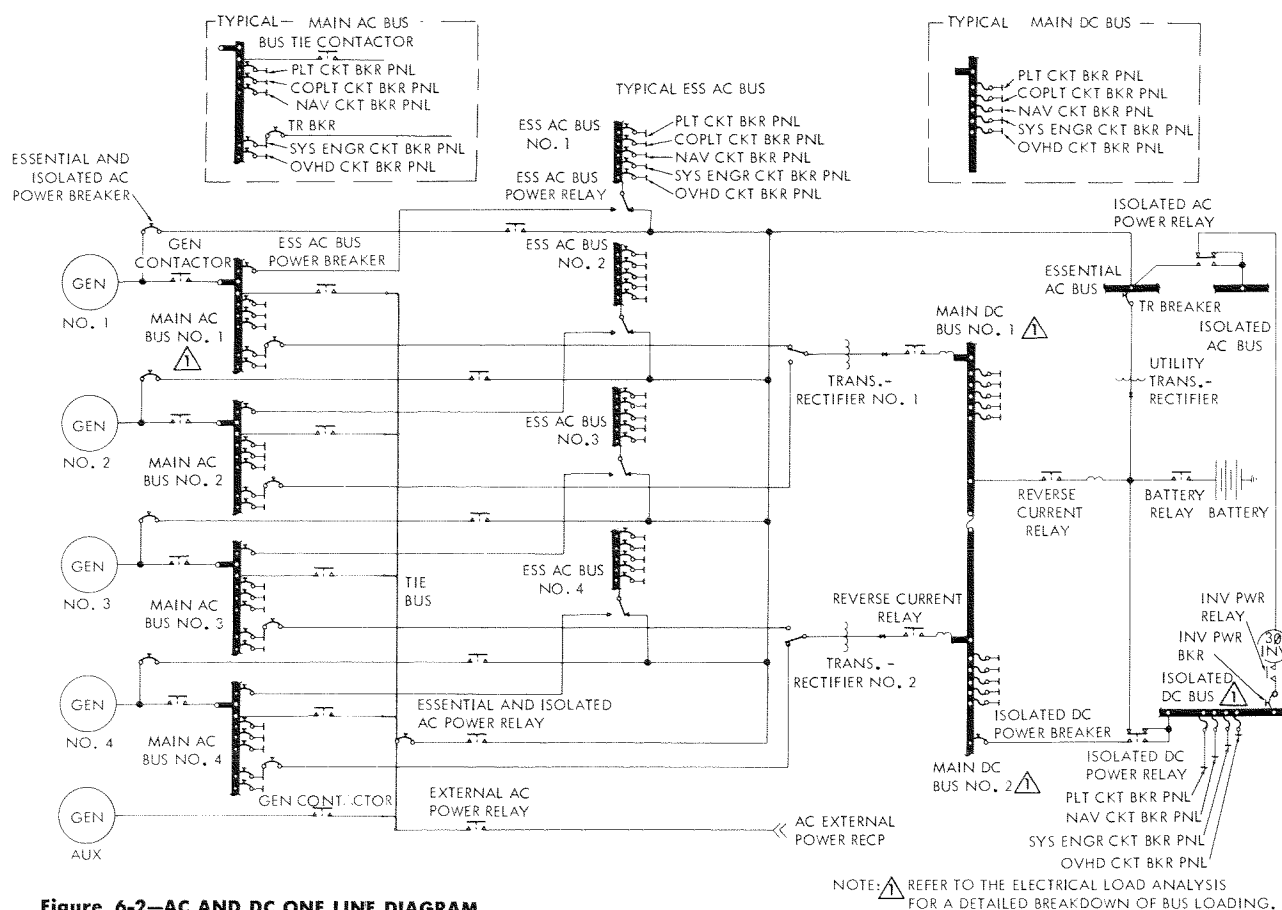 TYPICAL
MAIN AC BUS
BUS TIE CONTACTOR
PLT CKT BKR PNL
COPLT CKT BKR PNL
NAV CKT BKR PNL
TR BKR
SYS ENGR CKT BKR PNL
OVHD CKT BKR PNL
TYPICAL ESS AC BUS
ESS AC BUS
NO. 1
PLT CKT BKR PNL
COPLT CKT BKR PNL
NAV CKT BKR PNL
SYS ENGR CKT BKR PNL
OVHD CKT BKR PNL
ESS AC BUS
POWER RELAY
TYPICAL
MAIN DC BUS
PLT CKT BKR PNL
COPLT CKT BKR PNL
NAV CKT BKR PNL
SYS ENGR CKT BKR PNL
OVHD CKT BKR PNL
ESSENTIAL AND
ISOLATED AC
POWER BREAKER
GEN
CONTACTOR
ESS AC BUS
POWER BREAKER
ESS AC BUS
NO. 2
ISOLATED AC
POWER RELAY
ESSENTIAL
AC BUS
TR BREAKER
ISOLATED
AC BUS
GEN
NO. 1
MAIN AC
BUS NO. 1
1
MAIN DC
BUS NO. 1
1
TRANS.-
RECTIFIER NO. 1
UTILITY
TRANS.-
RECTIFIER
GEN
NO. 2
MAIN AC
BUS NO. 2
ESS AC BUS
NO. 3
REVERSE
CURRENT
RELAY
BATTERY
RELAY
BATTERY
GEN
NO. 3
MAIN AC
BUS NO. 3
TIE
BUS
ESS AC BUS
NO. 4
REVERSE CURRENT
RELAY
TRANS. -
RECTIFIER NO. 2
INV PWR
RELAY
INV PWR
BKR
30
INV
ISOLATED
DC BUS
1
GEN
NO. 4
MAIN AC
BUS NO. 4
ESSENTIAL AND ISOLATED
AC POWER RELAY
ISOLATED DC
POWER BREAKER
MAIN DC
BUS NO. 2
1
ISOLATED DC
POWER RELAY
PLT CKT BKR PNL
NAV CKT BKR PNL
SYS ENGR CKT BKR PNL
OVHD CKT BKR PNL
GEN
AUX
GEN CONTACTOR
EXTERNAL AC
POWER RELAY
AC EXTERNAL
POWER RECP
NOTE: 1 REFER TO THE ELECTRICAL LOAD ANALYSIS
FOR A DETAILED BREAKDOWN OF BUS LOADING.
Figure 6-2—AC AND DC ONE LINE DIAGRAM